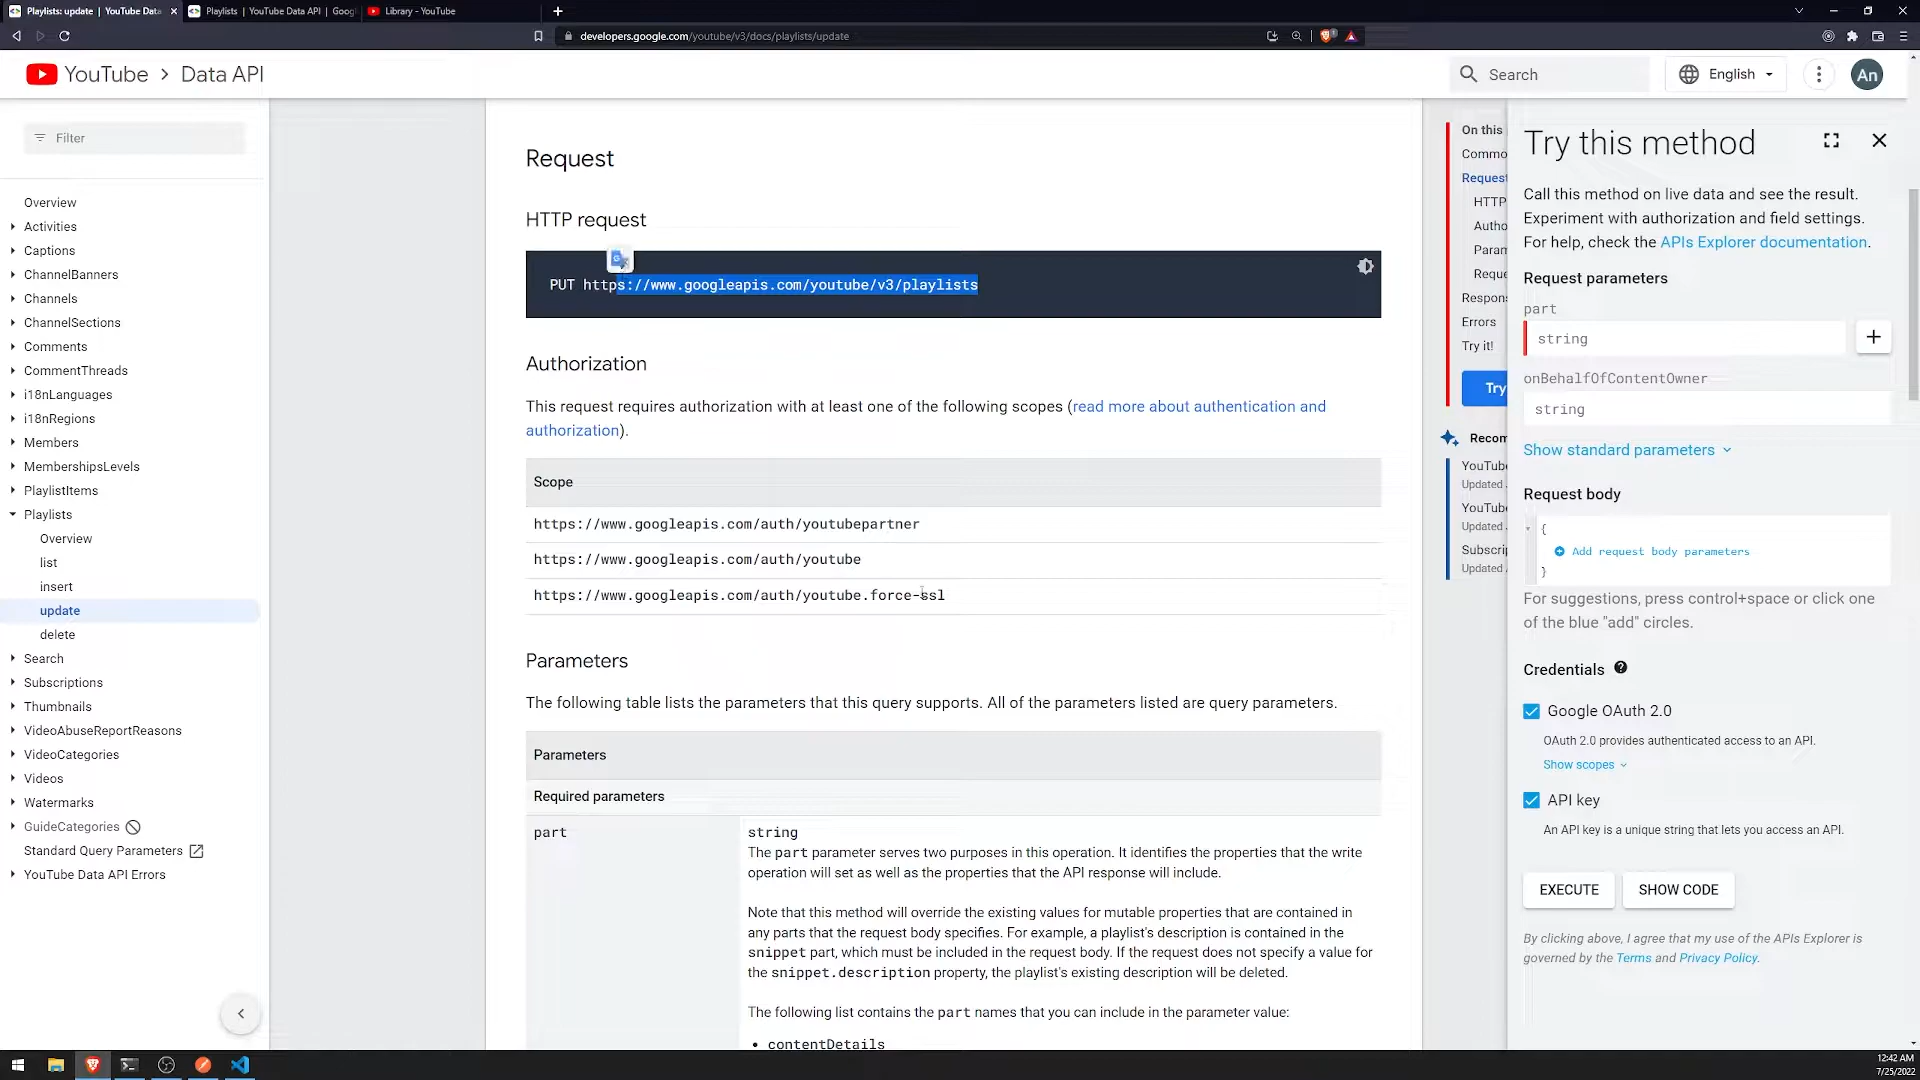 Playlists: update | YouTube Data
Playlists | YouTube Data API | Goog
Library - YouTube
developers.google.com/youtube/v3/docs/playlists/update
YouTube > Data API
Search
English
An
Filter
Overview
Activities
Captions
ChannelBanners
Channels
ChannelSections
Comments
CommentThreads
i18nLanguages
i18nRegions
Members
MembershipsLevels
PlaylistItems
Playlists
Overview
list
insert
update
delete
Search
Subscriptions
Thumbnails
VideoAbuseReportReasons
VideoCategories
Videos
Watermarks
GuideCategories
Standard Query Parameters
YouTube Data API Errors
Request
HTTP request
PUT https://www.googleapis.com/youtube/v3/playlists
Authorization
This request requires authorization with at least one of the following scopes (read more about authentication and
authorization).
Scope
https://www.googleapis.com/auth/youtubepartner
https://www.googleapis.com/auth/youtube
https://www.googleapis.com/auth/youtube.force-ssl
Parameters
The following table lists the parameters that this query supports. All of the parameters listed are query parameters.
Parameters
Required parameters
part
string
The part parameter serves two purposes in this operation. It identifies the properties that the write
operation will set as well as the properties that the API response will include.
Note that this method will override the existing values for mutable properties that are contained in
any parts that the request body specifies. For example, a playlist's description is contained in the
snippet part, which must be included in the request body. If the request does not specify a value for
the snippet.description property, the playlist's existing description will be deleted.
The following list contains the part names that you can include in the parameter value:
• contentDetails
On this
Commo
Request
HTTP
Autho
Param
Reque
Respon
Errors
Try it!
Try
Recom
YouTube
Updated
YouTube
Updated
Subscri
Updated
Try this method
Call this method on live data and see the result.
Experiment with authorization and field settings.
For help, check the APIs Explorer documentation.
Request parameters
part
string
onBehalfOfContentOwner
string
Show standard parameters
Request body
{
Add request body parameters
}
For suggestions, press control+space or click one
of the blue "add" circles.
Credentials
Google OAuth 2.0
OAuth 2.0 provides authenticated access to an API.
Show scopes
API key
An API key is a unique string that lets you access an API.
EXECUTE
SHOW CODE
By clicking above, I agree that my use of the APIs Explorer is
governed by the Terms and Privacy Policy.
12:42 AM
7/25/2022